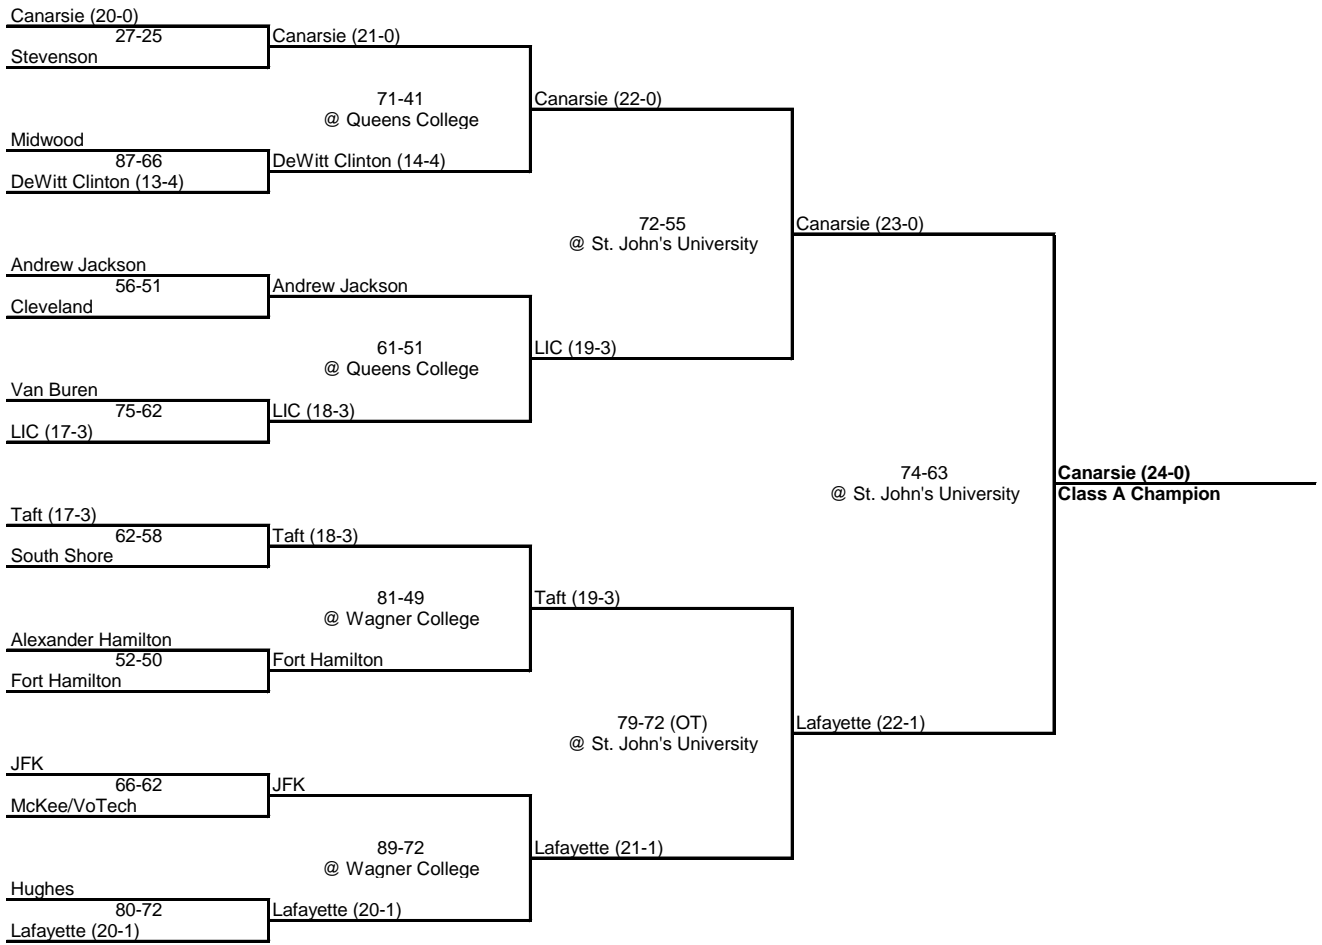 Canarsie (20-0)
27-25
Stevenson
Canarsie (21-0)
71-41
@ Queens College
Canarsie (22-0)
Midwood
87-66
DeWitt Clinton (13-4)
DeWitt Clinton (14-4)
72-55
@ St. John's University
Canarsie (23-0)
Andrew Jackson
56-51
Cleveland
Andrew Jackson
61-51
@ Queens College
LIC (19-3)
Van Buren
75-62
LIC (17-3)
LIC (18-3)
74-63
@ St. John's University
Canarsie (24-0)
Class A Champion
Taft (17-3)
62-58
South Shore
Taft (18-3)
81-49
@ Wagner College
Taft (19-3)
Alexander Hamilton
52-50
Fort Hamilton
Fort Hamilton
79-72 (OT)
@ St. John's University
Lafayette (22-1)
JFK
66-62
McKee/VoTech
JFK
89-72
@ Wagner College
Lafayette (21-1)
Hughes
80-72
Lafayette (20-1)
Lafayette (20-1)